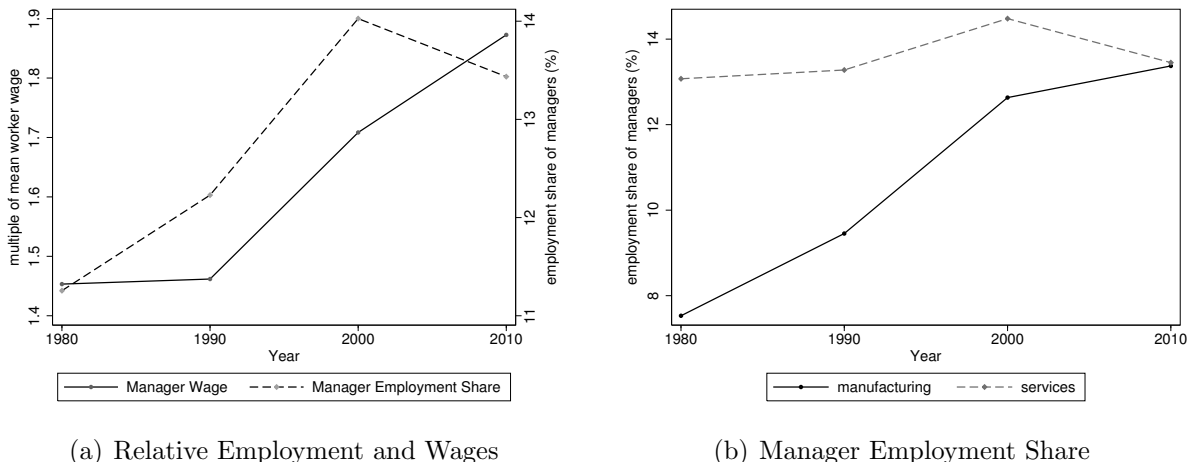 multiple of mean worker wage
1.9
1.8
1.7
1.6
1.5
1.4
14
13
12
11
employment share of managers (%)
1980 1990 2000 2010
Year
Manager Wage Manager Employment Share
(a) Relative Employment and Wages
employment share of managers (%)
14
12
10
8
1980 1990 2000 2010
Year
manufacturing services
(b) Manager Employment Share